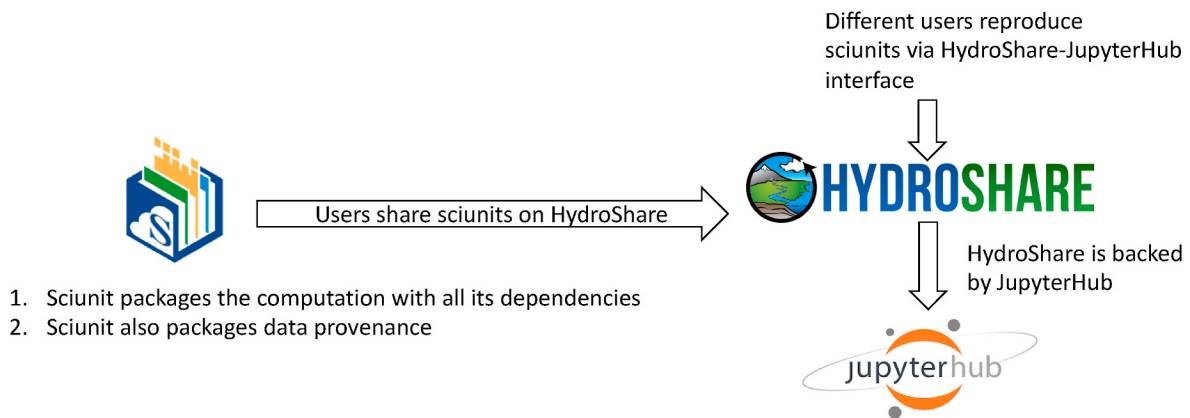 Different users reproduce
sciunits via HydroShare-JupyterHub
interface
S
HYDROSHARE
Users share sciunits on HydroShare
HydroShare is backed
by JupyterHub
1. Sciunit packages the computation with all its dependencies
2. Sciunit also packages data provenance
jupyterhub